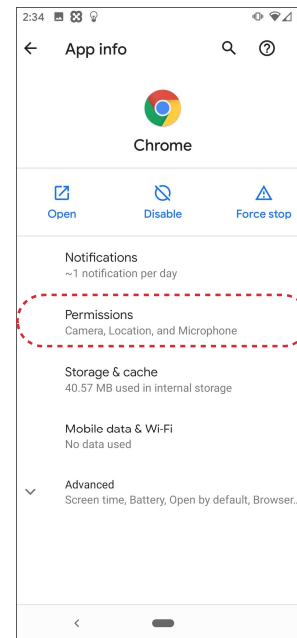 2:34
App info
Chrome
Open Disable Force stop
Notifications
~1 notification per day
Permissions
Camera, Location, and Microphone
Storage & cache
40.57 MB used in internal storage
Mobile data & Wi-Fi
No data used
Advanced
Screen time, Battery, Open by default, Browser..